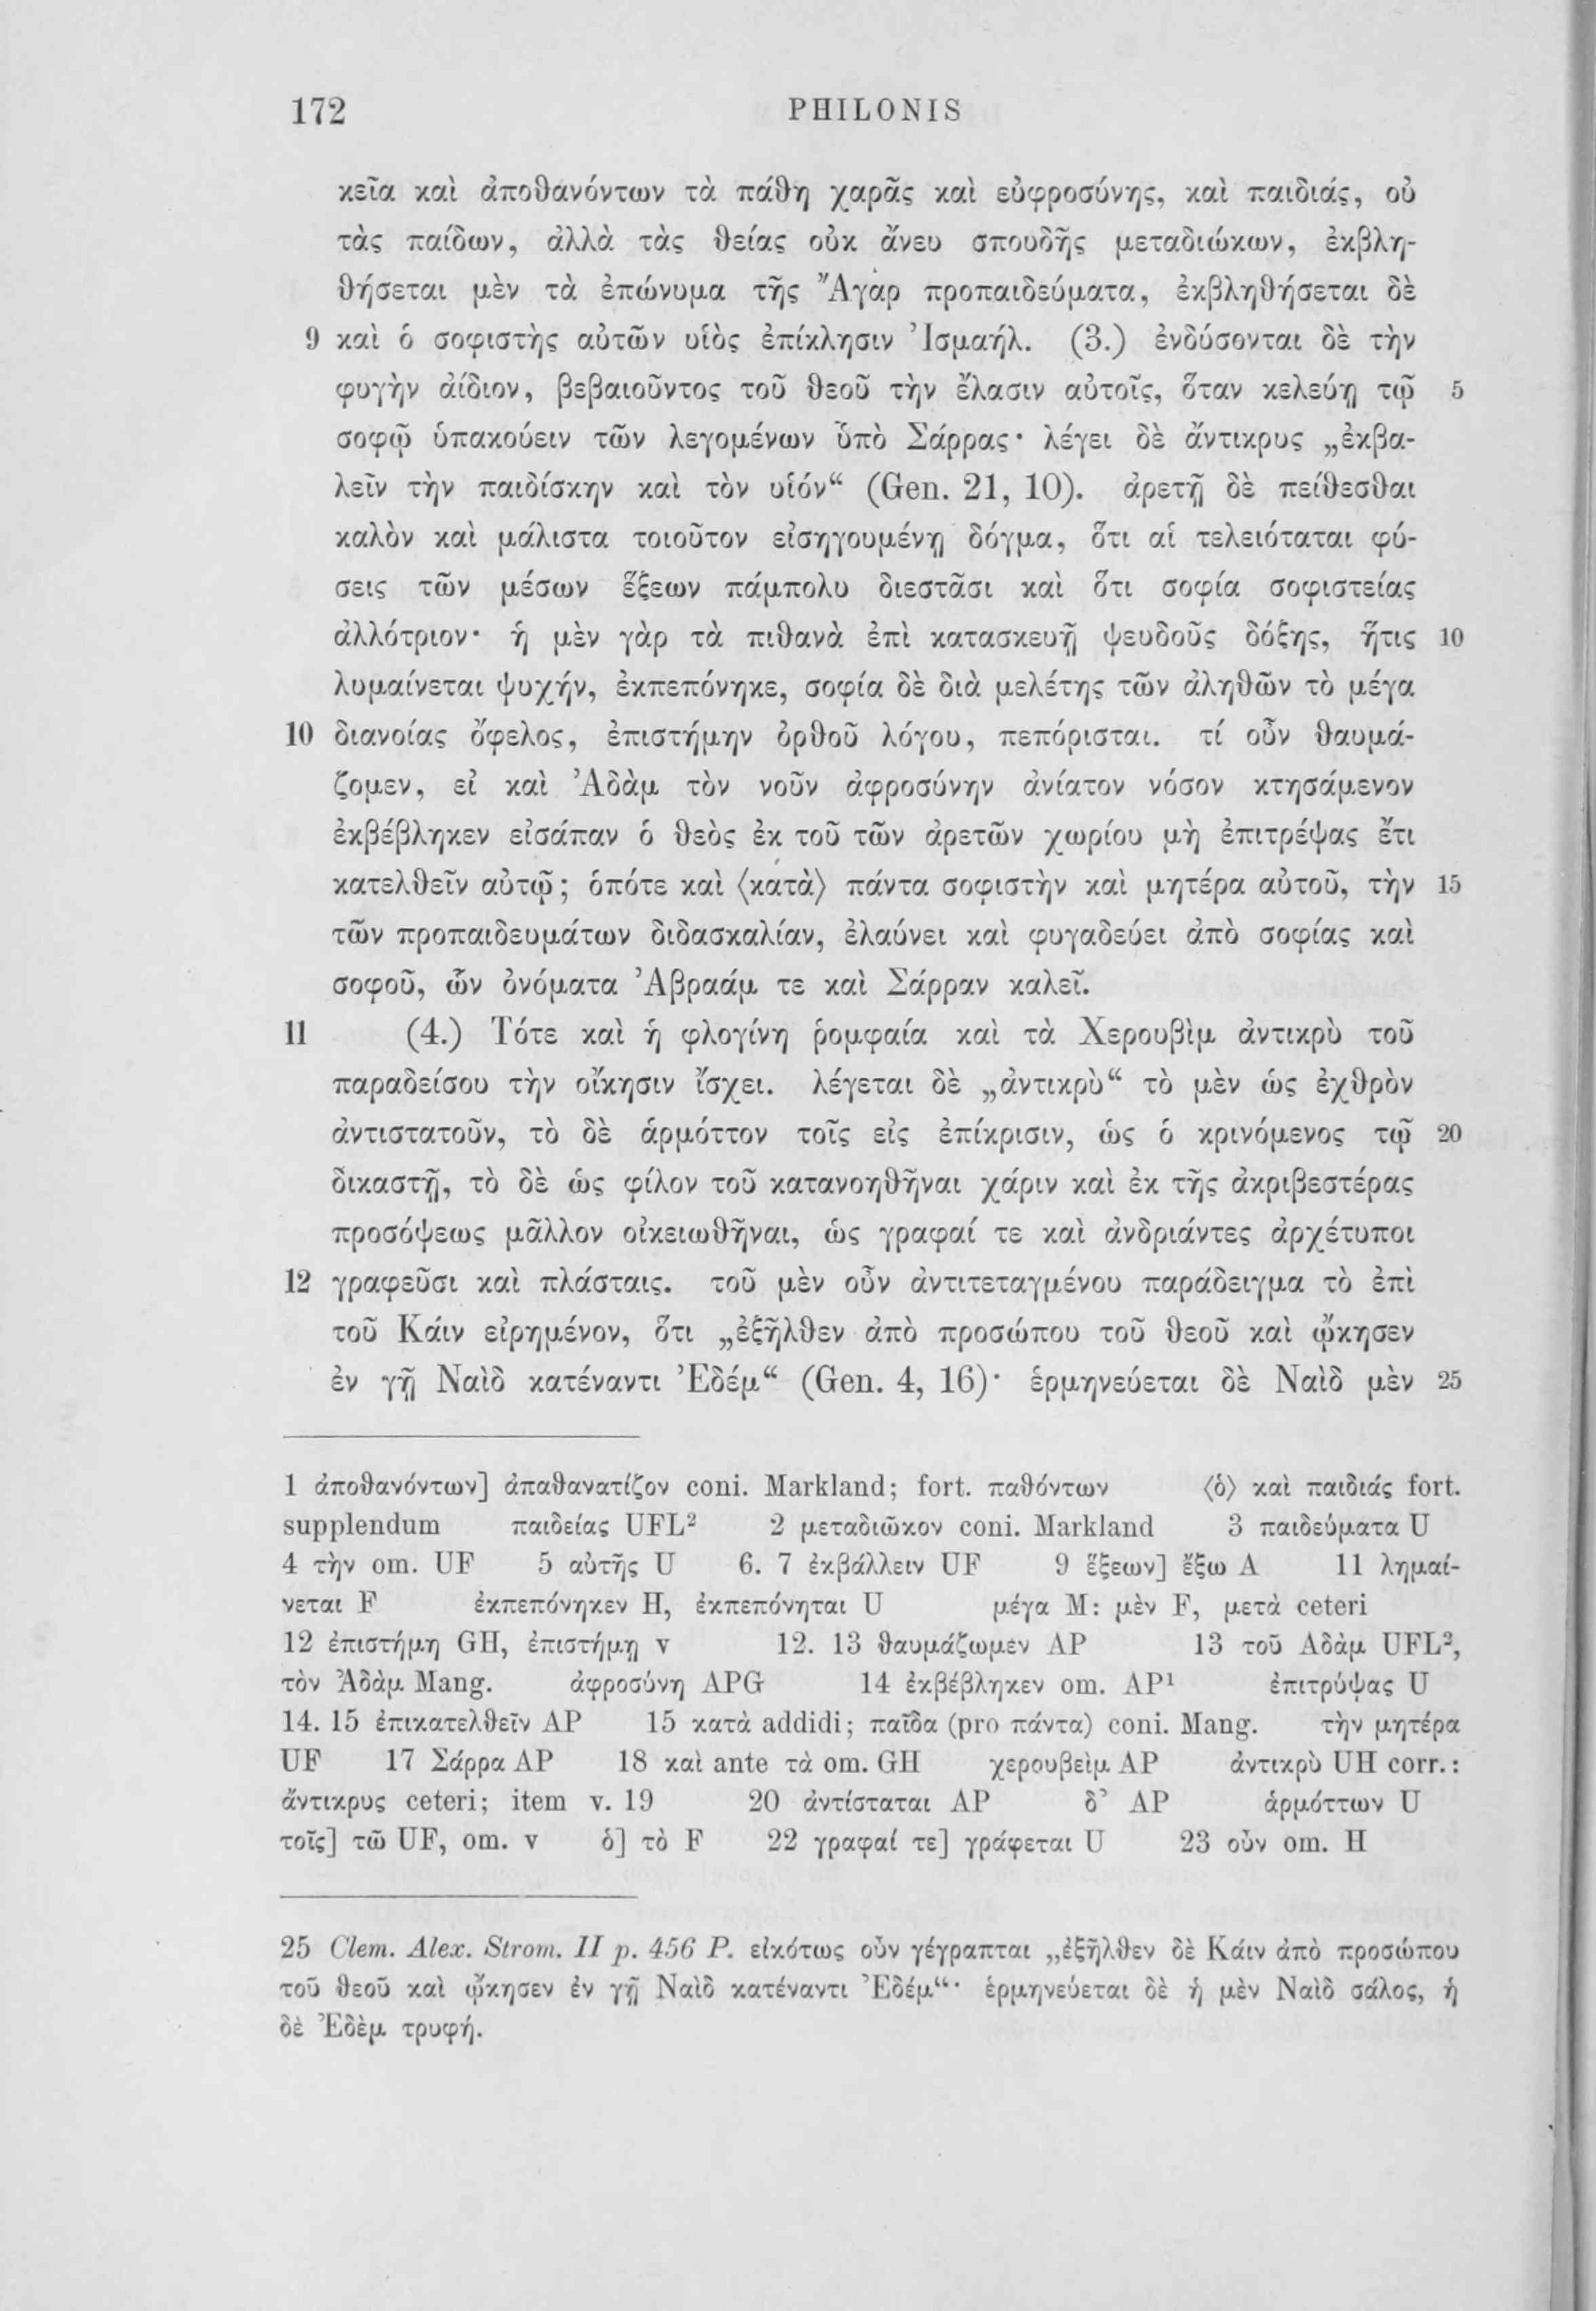 172 PHILONIS
κεῖα καὶ ἀποθανόντων τὰ πάθη χαρᾶς καὶ εὐφροσύνης, καὶ παιδιάς, οὐ
τὰς παίδων, ἀλλὰ τὰς θείας οὐκ ἄνευ σπουδῆς μεταδιώκων, ἐκβλη-
θήσεται μὲν τὰ ἐπώνυμα τῆς Ἄγαρ προπαιδεύματα, ἐκβληθήσεται δὲ
9 καὶ ὁ σοφιστὴς αὐτῶν υἱὸς ἐπίκλησιν Ἰσμαήλ. (3.) ἐνδύσονται δὲ τὴν
φυγὴν ἀίδιον, βεβαιοῦντος τοῦ θεοῦ τὴν ἔλασιν αὐτοῖς, ὅταν κελεύῃ τῷ 5
σοφῷ ὑπακούειν τῶν λεγομένων ὑπὸ Σάρρας· λέγει δὲ ἄντικρυς „ἐκβα-
λεῖν τὴν παιδίσκην καὶ τὸν υἱόν“ (Gen. 21, 10). ἀρετῇ δὲ πείθεσθαι
καλὸν καὶ μάλιστα τοιοῦτον εἰσηγουμένῃ δόγμα, ὅτι αἱ τελειόταται φύ-
σεις τῶν μέσων ἕξεων πάμπολυ διεστᾶσι καὶ ὅτι σοφία σοφιστείας
ἀλλότριον· ἡ μὲν γὰρ τὰ πιθανὰ ἐπὶ κατασκευῇ ψευδοῦς δόξης, ἥτις 10
λυμαίνεται ψυχήν, ἐκπεπόνηκε, σοφία δὲ διὰ μελέτης τῶν ἀληθῶν τὸ μέγα
10 διανοίας ὄφελος, ἐπιστήμην ὀρθοῦ λόγου, πεπόρισται. τί οὖν θαυμά-
ζομεν, εἰ καὶ Ἀδὰμ τὸν νοῦν ἀφροσύνην ἀνίατον νόσον κτησάμενον
ἐκβέβληκεν εἰσάπαν ὁ θεὸς ἐκ τοῦ τῶν ἀρετῶν χωρίου μὴ ἐπιτρέψας ἔτι
κατελθεῖν αὐτῷ; ὁπότε καὶ ⟨κατὰ⟩ πάντα σοφιστὴν καὶ μητέρα αὐτοῦ, τὴν 15
τῶν προπαιδευμάτων διδασκαλίαν, ἐλαύνει καὶ φυγαδεύει ἀπὸ σοφίας καὶ
σοφοῦ, ὧν ὀνόματα Ἀβραάμ τε καὶ Σάρραν καλεῖ.
11 (4.) Τότε καὶ ἡ φλογίνη ῥομφαία καὶ τὰ Χερουβὶμ ἀντικρὺ τοῦ
παραδείσου τὴν οἴκησιν ἴσχει. λέγεται δὲ „ἀντικρὺ“ τὸ μὲν ὡς ἐχθρὸν
ἀντιστατοῦν, τὸ δὲ ἁρμόττον τοῖς εἰς ἐπίκρισιν, ὡς ὁ κρινόμενος τῷ 20
δικαστῇ, τὸ δὲ ὡς φίλον τοῦ κατανοηθῆναι χάριν καὶ ἐκ τῆς ἀκριβεστέρας
προσόψεως μᾶλλον οἰκειωθῆναι, ὡς γραφαί τε καὶ ἀνδριάντες ἀρχέτυποι
12 γραφεῦσι καὶ πλάσταις. τοῦ μὲν οὖν ἀντιτεταγμένου παράδειγμα τὸ ἐπὶ
τοῦ Κάιν εἰρημένον, ὅτι „ἐξῆλθεν ἀπὸ προσώπου τοῦ θεοῦ καὶ ᾤκησεν
ἐν γῇ Ναὶδ κατέναντι Ἐδέμ“ (Gen. 4, 16)· ἑρμηνεύεται δὲ Ναὶδ μὲν 25
1 ἀποθανόντων] ἀπαθανατίζον coni. Markland; fort. παθόντων ⟨ὁ⟩ καὶ παιδιάς fort.
supplendum παιδείας UFL² 2 μεταδιῶκον coni. Markland 3 παιδεύματα U
4 τὴν om. UF 5 αὐτῆς U 6. 7 ἐκβάλλειν UF 9 ἕξεων] ἔξω A 11 λημαί-
νεται F ἐκπεπόνηκεν H, ἐκπεπόνηται U μέγα M: μὲν F, μετὰ ceteri
12 ἐπιστήμη GH, ἐπιστήμῃ v 12. 13 θαυμάζωμεν AP 13 τοῦ Ἀδὰμ UFL²,
τὸν Ἀδὰμ Mang. ἀφροσύνη APG 14 ἐκβέβληκεν om. AP¹ ἐπιτρύψας U
14. 15 ἐπικατελθεῖν AP 15 κατὰ addidi; παῖδα (pro πάντα) coni. Mang. τὴν μητέρα
UF 17 Σάρρα AP 18 καὶ ante τὰ om. GH χερουβεὶμ AP ἀντικρὺ UH corr.:
ἄντικρυς ceteri; item v. 19 20 ἀντίσταται AP δ’ AP ἁρμόττων U
τοῖς] τῶ UF, om. v ὁ] τὸ F 22 γραφαί τε] γράφεται U 23 οὖν om. H
25 Clem. Alex. Strom. II p. 456 P. εἰκότως οὖν γέγραπται „ἐξῆλθεν δὲ Κάιν ἀπὸ προσώπου
τοῦ θεοῦ καὶ ᾤκησεν ἐν γῇ Ναὶδ κατέναντι Ἐδέμ“· ἑρμηνεύεται δὲ ἡ μὲν Ναὶδ σάλος, ἡ
δὲ Ἐδὲμ τρυφή.